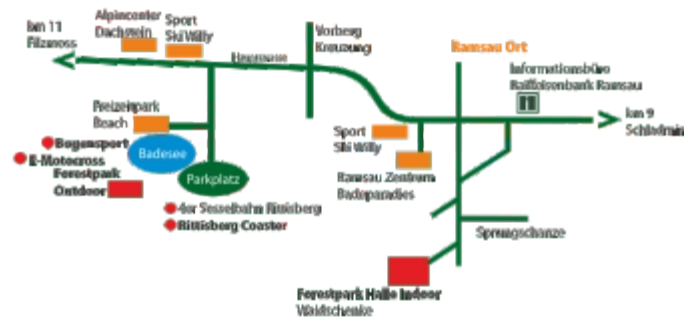 km 11
Filzmoos
Alpincenter
Dachstein
Sport
Ski Willy
Vorberg
Kreuzung
Ramsau Ort
Informationsbüro
Raiffeisenbank Ramsau
km 9
Schladming
Freizeitpark
Beach
Bogensport
Badesee
E-Motocross
Forestpark
Outdoor
Parkplatz
4er Sesselbahn Rittisberg
Rittisberg Coaster
Sport
Ski Willy
Ramsau Zentrum
Badeparadies
Sprungschanze
Forestpark Halle Indoor
Waldschenke